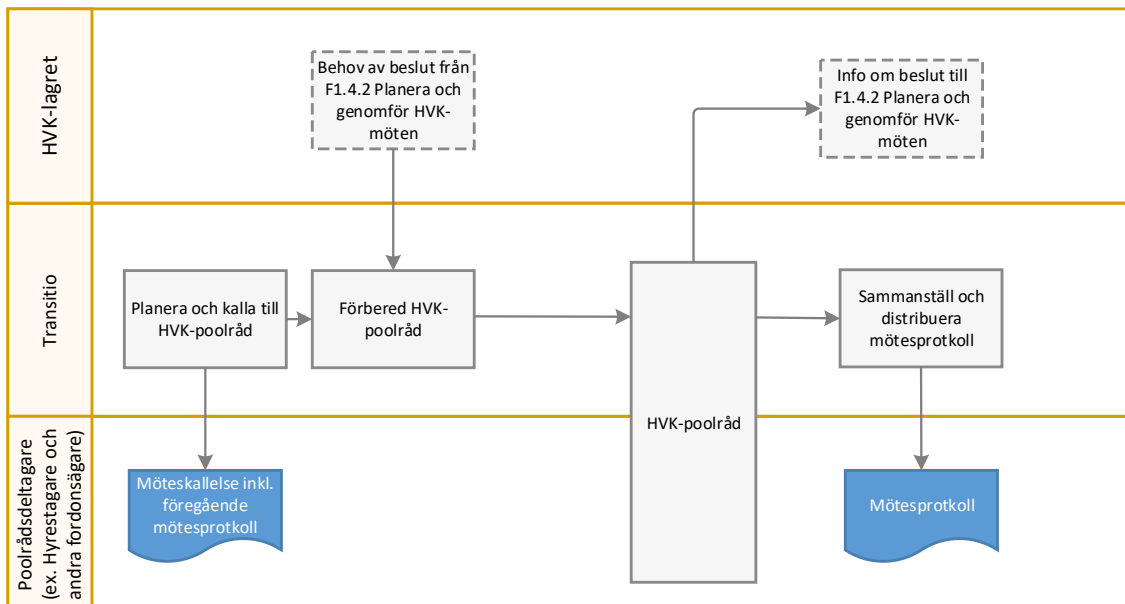 HVK-lagret
Behov av beslut från
F1.4.2 Planera och
genomför HVK-
möten
Info om beslut till
F1.4.2 Planera och
genomför HVK-
möten
Transitio
Planera och kalla till
HVK-poolråd
Förbered HVK-
poolråd
HVK-poolråd
Sammanställ och
distribuera
mötesprotkoll
Poolrådsdeltagare
(ex. Hyrestagare och
andra fordonsägare)
Möteskallelse inkl.
föregående
mötesprotkoll
Mötesprotkoll